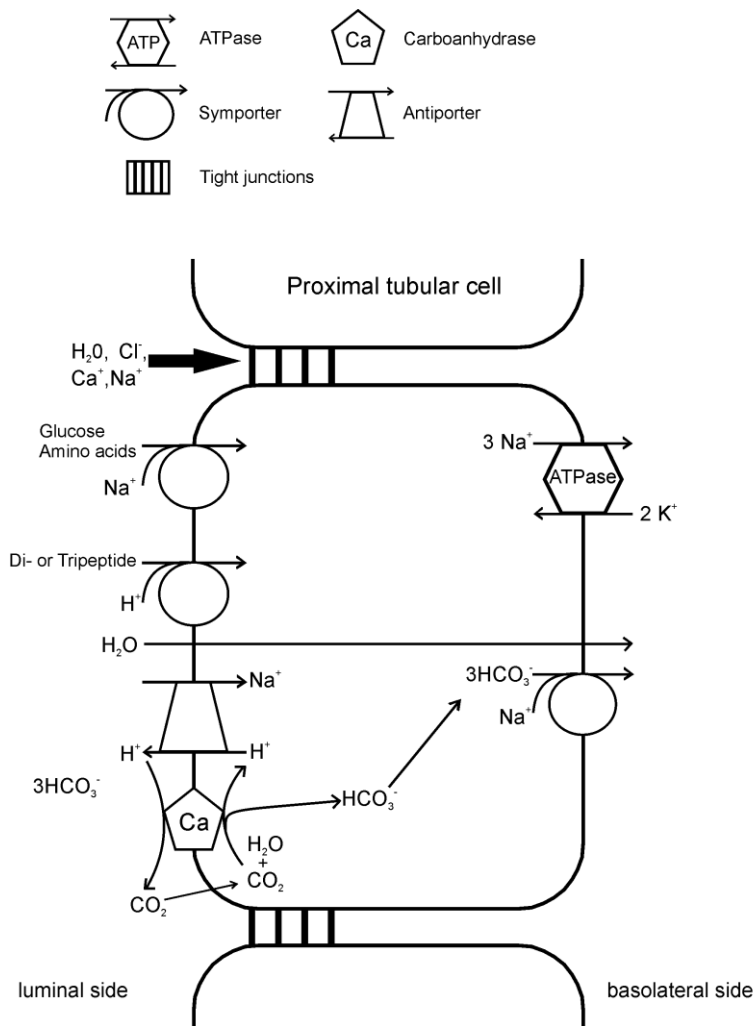 ATP
ATPase
Ca
Carboanhydrase
Symporter
Antiporter
Tight junctions
Proximal tubular cell
H₂0, Cl⁻,
Ca⁺,Na⁺
Glucose
Amino acids
Na⁺
3 Na⁺
ATPase
2 K⁺
Di- or Tripeptide
H⁺
H₂O
3HCO₃⁻
Na⁺
Na⁺
H⁺
H⁺
3HCO₃⁻
Ca
HCO₃⁻
H₂O
+
CO₂
CO₂
luminal side
basolateral side